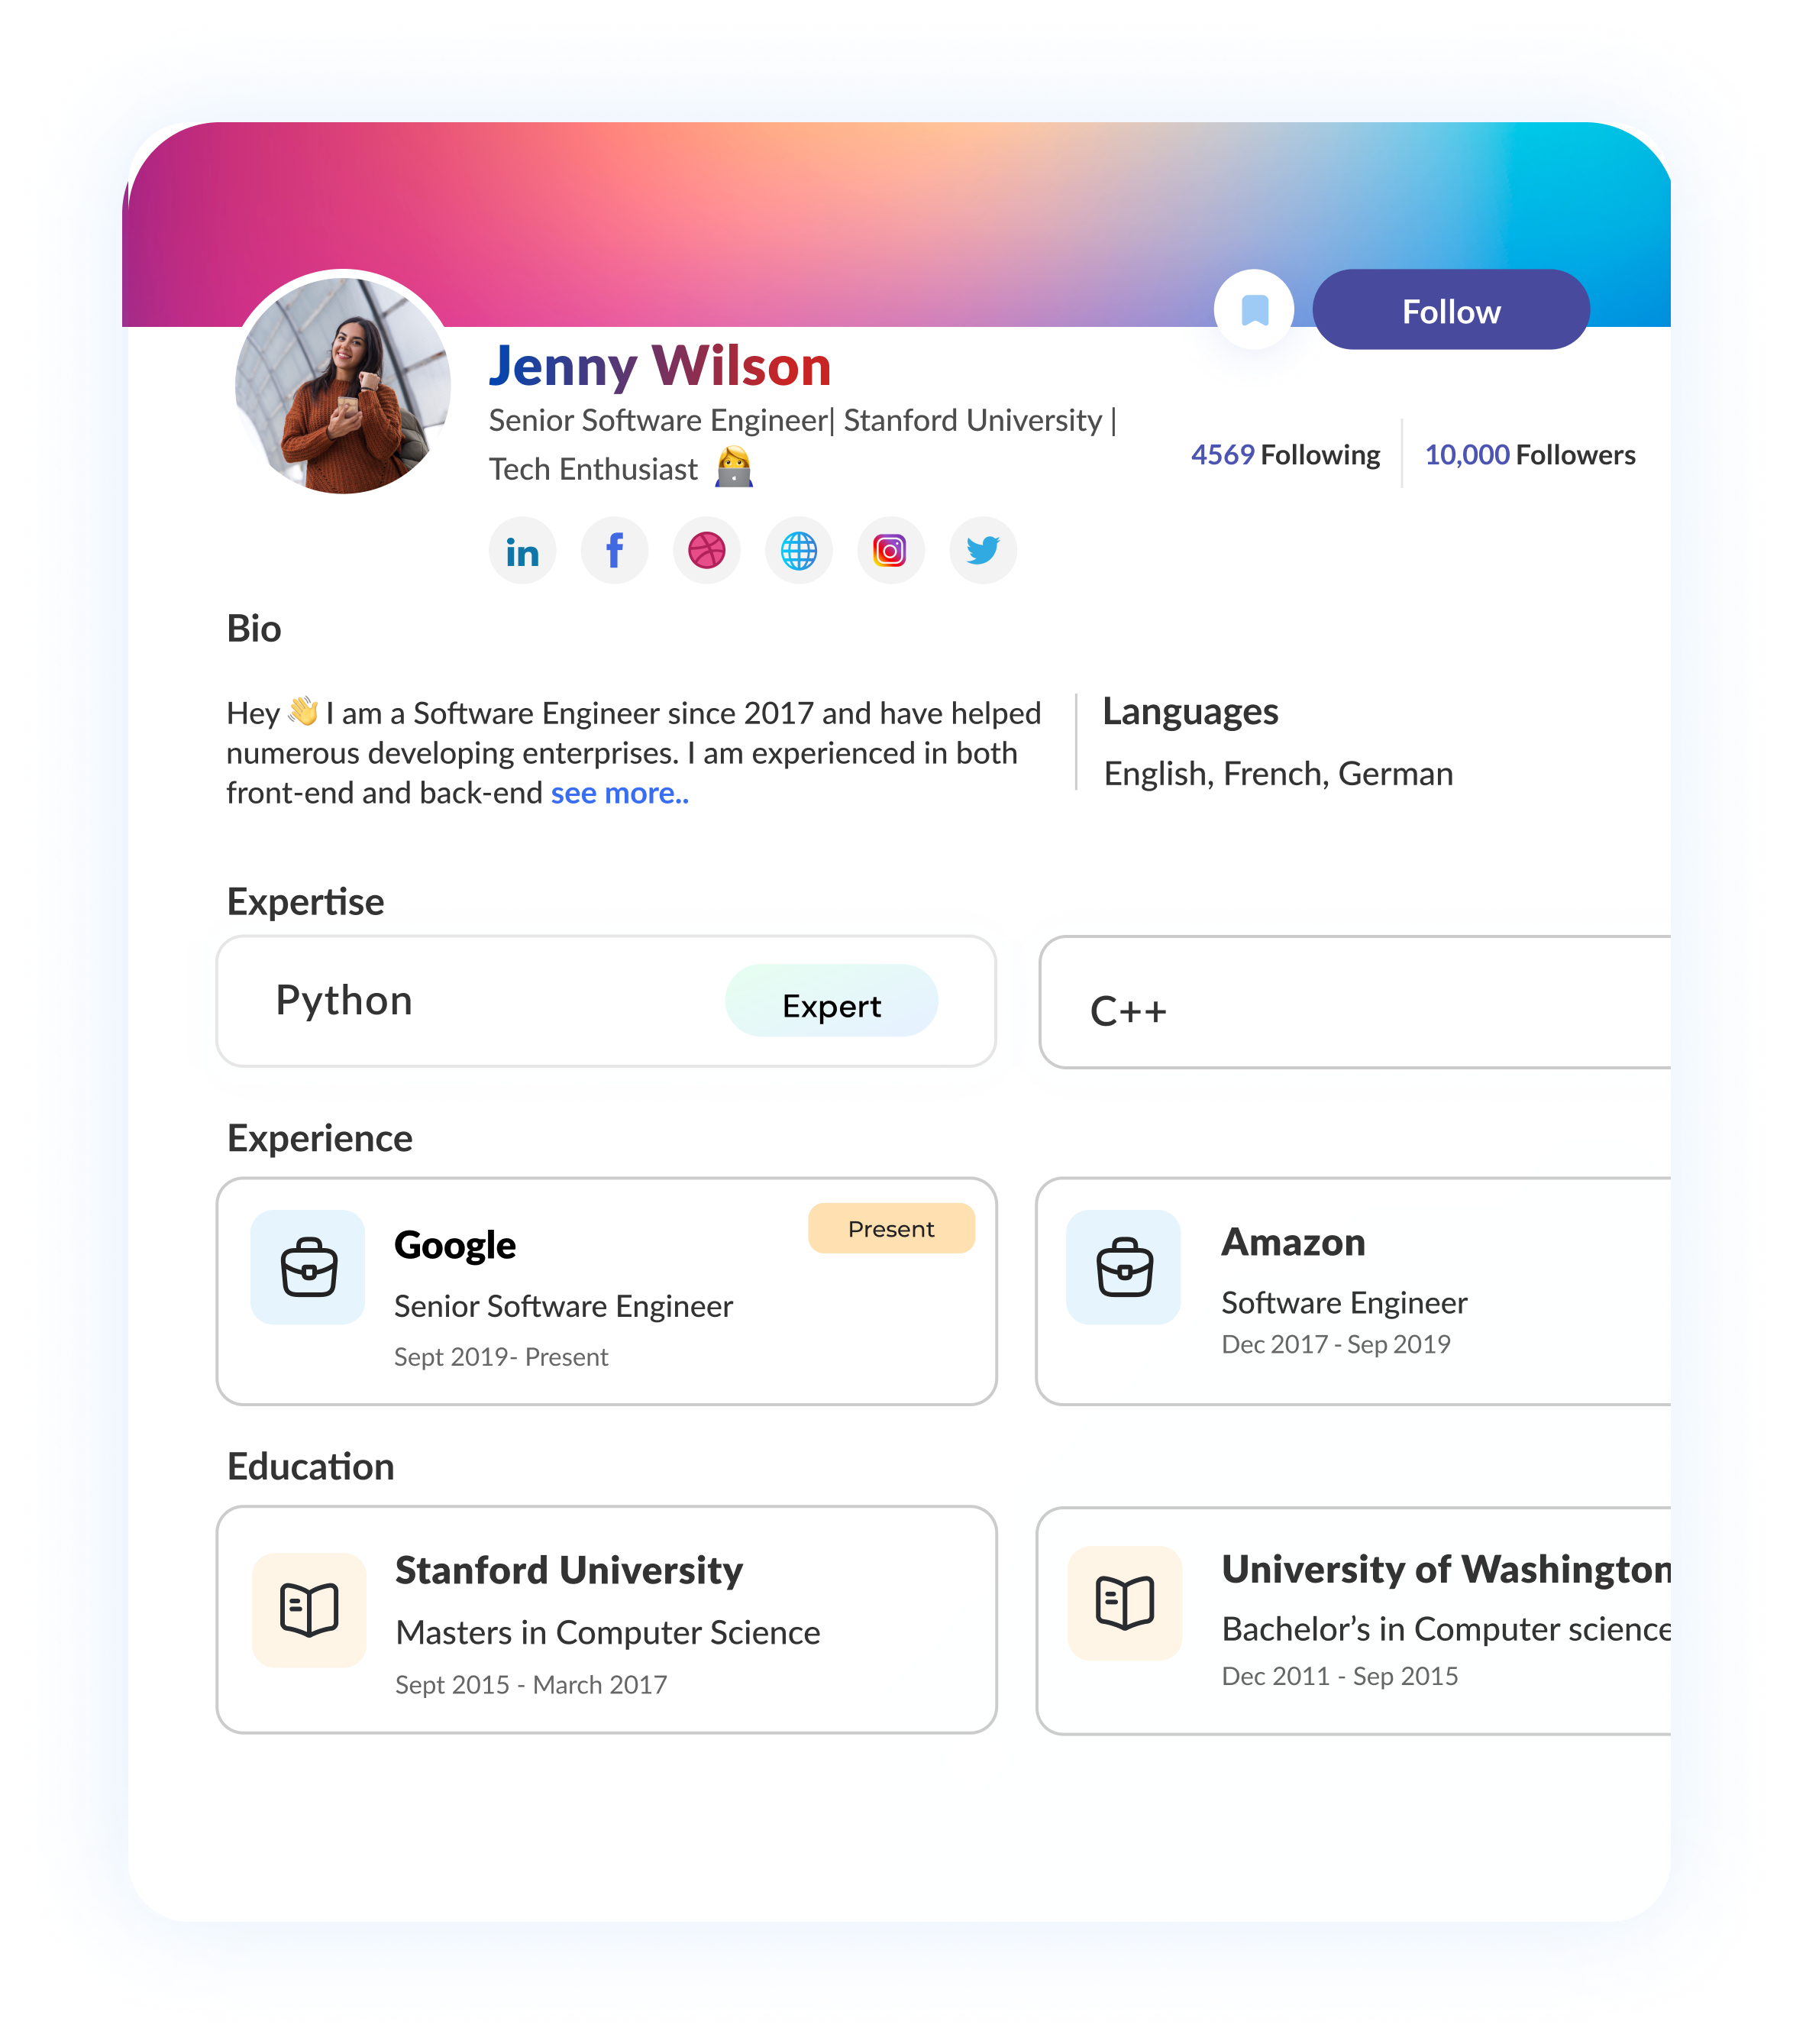 Follow
Jenny Wilson
Senior Software Engineer| Stanford University |
Tech Enthusiast 👩‍💻
4569 Following
10,000 Followers
in f
Bio
Hey 👋 I am a Software Engineer since 2017 and have helped
numerous developing enterprises. I am experienced in both
front-end and back-end see more..
Languages
English, French, German
Expertise
Python
Expert
C++
Experience
Google
Present
Senior Software Engineer
Sept 2019- Present
Amazon
Software Engineer
Dec 2017 - Sep 2019
Education
Stanford University
Masters in Computer Science
Sept 2015 - March 2017
University of Washington
Bachelor’s in Computer science
Dec 2011 - Sep 2015